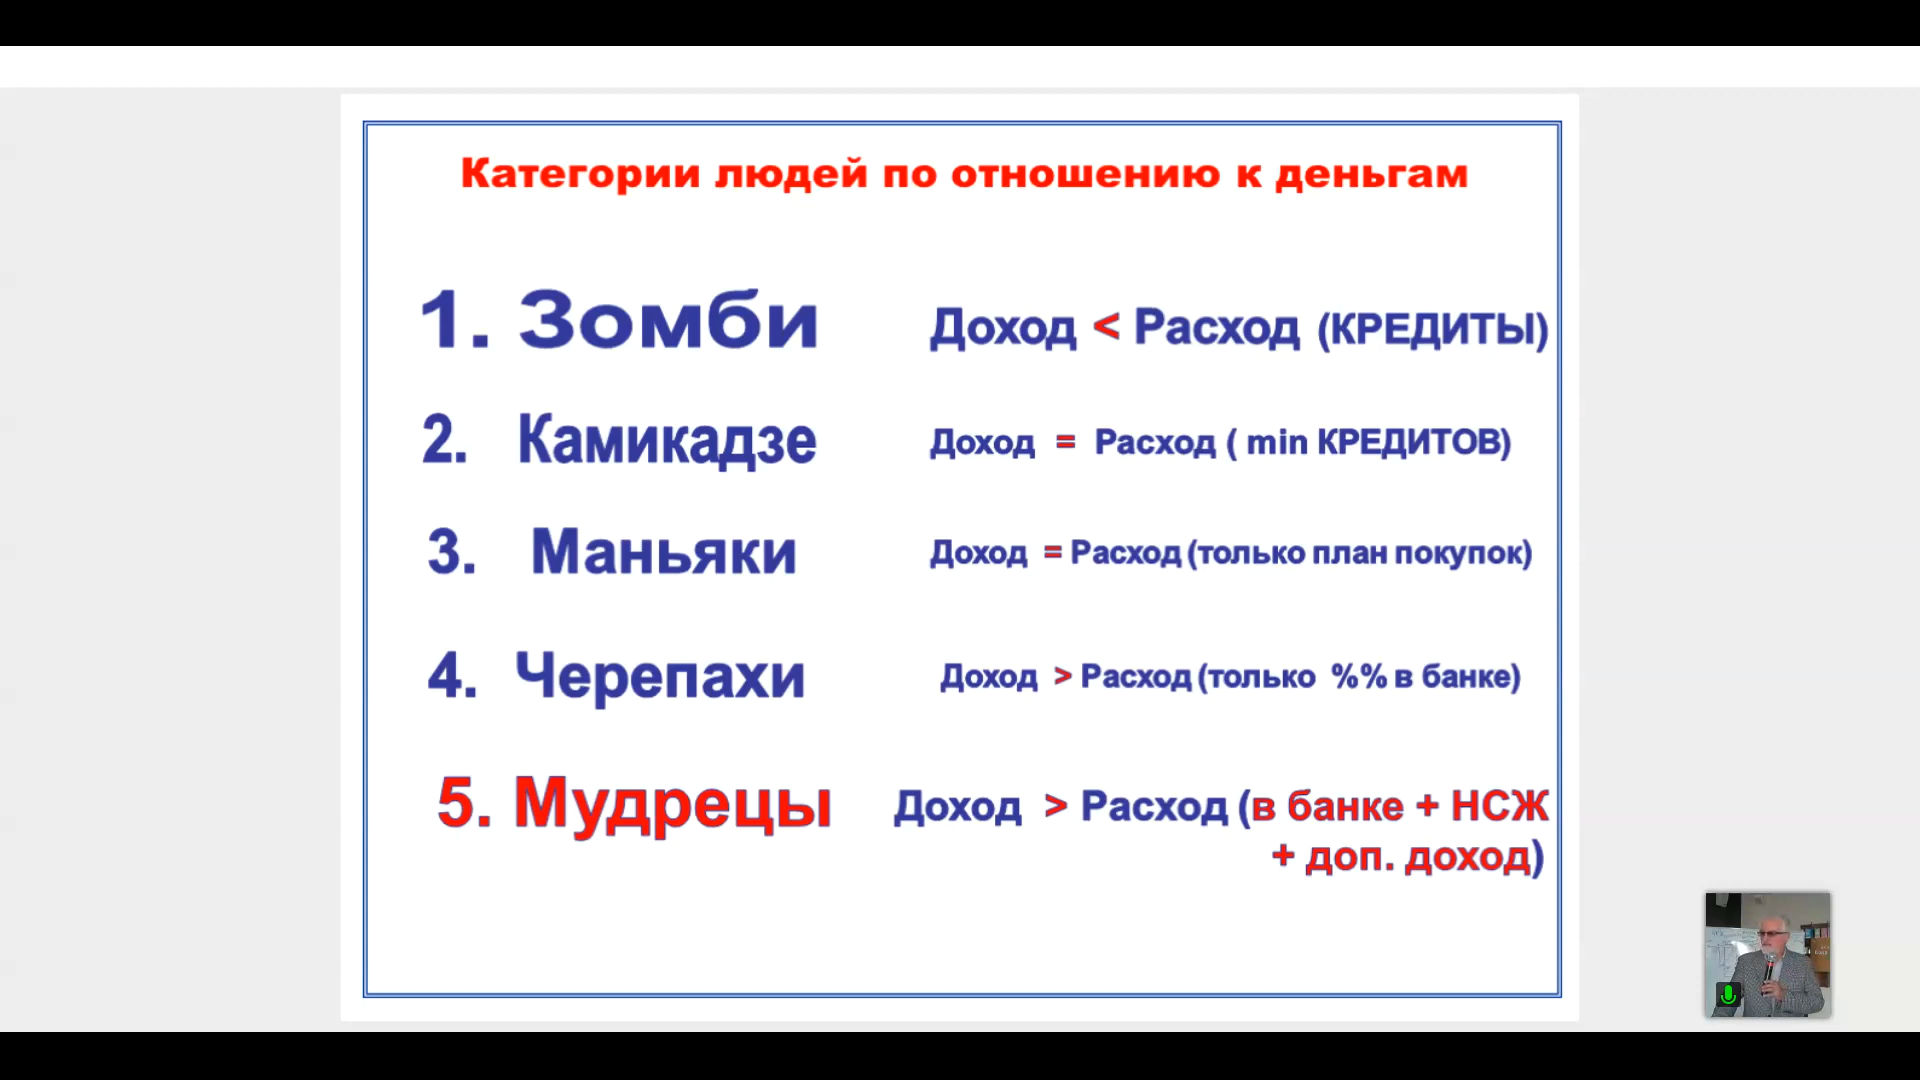 Категории людей по отношению к деньгам
1. Зомби Доход < Расход (КРЕДИТЫ)
2. Камикадзе Доход = Расход ( min КРЕДИТОВ)
3. Маньяки Доход = Расход (только план покупок)
4. Черепахи Доход > Расход (только %% в банке)
5. Мудрецы Доход > Расход (в банке + НСЖ
+ доп. доход)